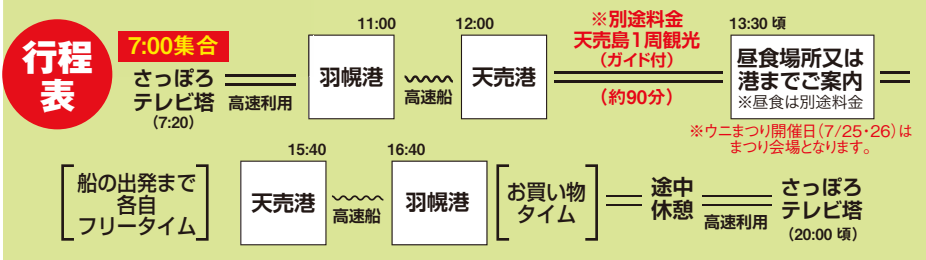 行程
表
7:00集合
さっぽろ
テレビ塔
(7:20)
高速利用
11:00
羽幌港
高速船
12:00
天売港
※別途料金
天売島1周観光
(ガイド付)
(約90分)
13:30 頃
昼食場所又は
港までご案内
※昼食は別途料金
※ウニまつり開催日(7/25・26)は
まつり会場となります。
船の出発まで
各自
フリータイム
15:40
天売港
高速船
16:40
羽幌港
お買い物
タイム
途中
休憩
高速利用
さっぽろ
テレビ塔
(20:00 頃)